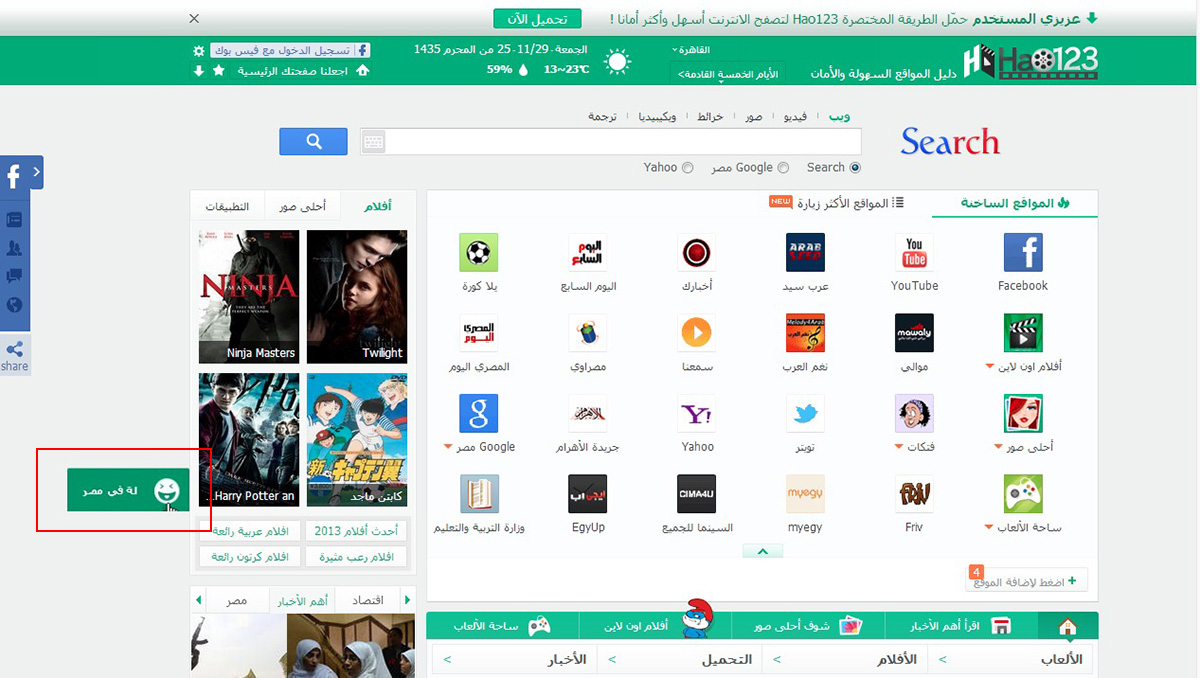 عزيزي المستخدم حمّل الطريقة المختصرة Hao123 لتصفح الانترنت أسهل وأكثر أمانا !
تحميل الآن
Hao123
دليل المواقع السهولة والأمان
القاهرة
الأيام الخمسة القادمة>
الجمعة - 11/29 - 25 من المحرم 1435
13~23℃
59%
تسجيل الدخول مع فيس بوك
اجعلنا صفحتك الرئيسية
ويب
فيديو
صور
خرائط
ويكيبيديا
ترجمة
Search
Search
Google مصر
Yahoo
share
المواقع الساخنة
المواقع الأكثر زيارة
NEW
Facebook
YouTube
عرب سيد
أخبارك
اليوم السابع
يلا كورة
أفلام اون لاين
موالي
نغم العرب
سمعنا
مصراوي
المصري اليوم
أحلى صور
فتكات
تويتر
Yahoo
جريدة الأهرام
Google مصر
ساحة الألعاب
Friv
myegy
السينما للجميع
EgyUp
وزارة التربية والتعليم
4
اضغط لإضافة الموقع
أفلام
أحلى صور
التطبيقات
NINJA
MASTERS
Ninja Masters
Twilight
Harry Potter an...
كابتن ماجد
أحدث أفلام 2013
افلام عربية رائعة
افلام رعب مثيرة
افلام كرتون رائعة
لة في مصر
اقتصاد
أهم الأخبار
مصر
اقرأ أهم الأخبار
شوف أحلى صور
أفلام اون لاين
ساحة الألعاب
الألعاب
الأفلام
التحميل
الأخبار